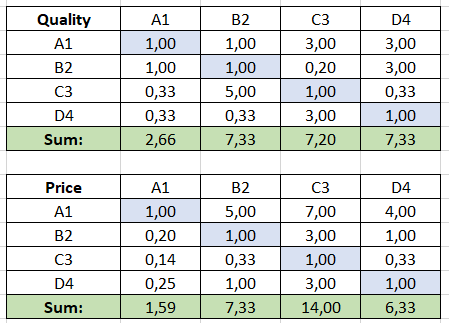 Quality A1 B2 C3 D4
A1 1,00 1,00 3,00 3,00
B2 1,00 1,00 0,20 3,00
C3 0,33 5,00 1,00 0,33
D4 0,33 0,33 3,00 1,00
Sum: 2,66 7,33 7,20 7,33
Price A1 B2 C3 D4
A1 1,00 5,00 7,00 4,00
B2 0,20 1,00 3,00 1,00
C3 0,14 0,33 1,00 0,33
D4 0,25 1,00 3,00 1,00
Sum: 1,59 7,33 14,00 6,33